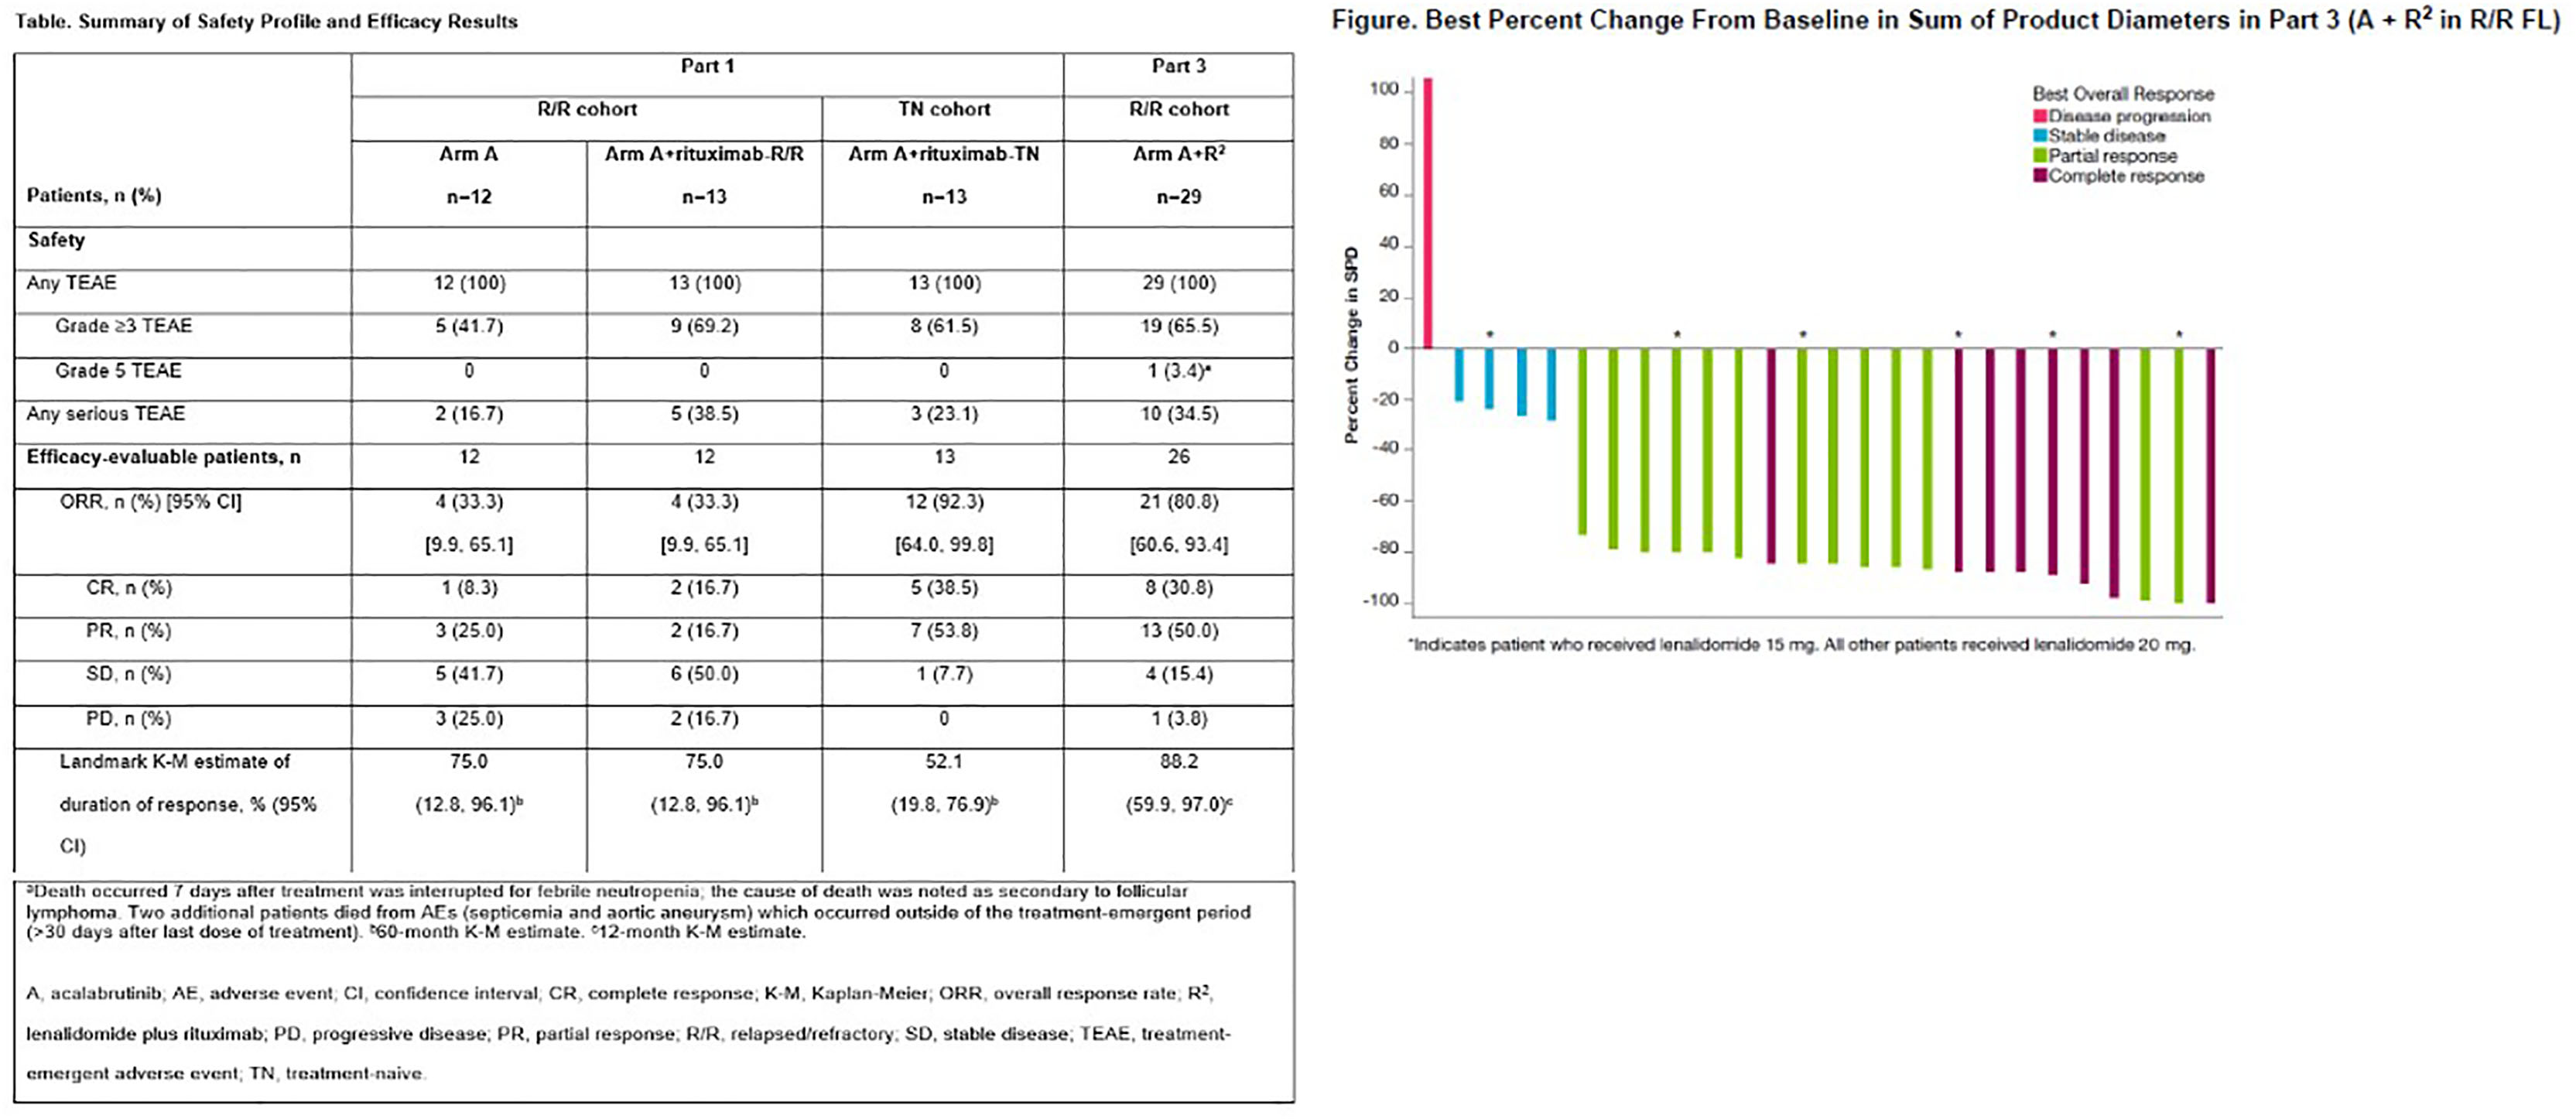 Table. Summary of Safety Profile and Efficacy Results
Part 1 Part 3
R/R cohort TN cohort R/R cohort
Arm A Arm A+rituximab-R/R Arm A+rituximab-TN Arm A+R²
Patients, n (%) n–12 n–13 n–13 n–29
Safety
Any TEAE 12 (100) 13 (100) 13 (100) 29 (100)
Grade ≥3 TEAE 5 (41.7) 9 (69.2) 8 (61.5) 19 (65.5)
Grade 5 TEAE 0 0 0 1 (3.4)ᵃ
Any serious TEAE 2 (16.7) 5 (38.5) 3 (23.1) 10 (34.5)
Efficacy-evaluable patients, n 12 12 13 26
ORR, n (%) [95% CI] 4 (33.3) 4 (33.3) 12 (92.3) 21 (80.8)
[9.9, 65.1] [9.9, 65.1] [64.0, 99.8] [60.6, 93.4]
CR, n (%) 1 (8.3) 2 (16.7) 5 (38.5) 8 (30.8)
PR, n (%) 3 (25.0) 2 (16.7) 7 (53.8) 13 (50.0)
SD, n (%) 5 (41.7) 6 (50.0) 1 (7.7) 4 (15.4)
PD, n (%) 3 (25.0) 2 (16.7) 0 1 (3.8)
Landmark K-M estimate of 75.0 75.0 52.1 88.2
duration of response, % (95% (12.8, 96.1)ᵇ (12.8, 96.1)ᵇ (19.8, 76.9)ᵇ (59.9, 97.0)ᶜ
CI)
ᵃDeath occurred 7 days after treatment was interrupted for febrile neutropenia; the cause of death was noted as secondary to follicular
lymphoma. Two additional patients died from AEs (septicemia and aortic aneurysm) which occurred outside of the treatment-emergent period
(>30 days after last dose of treatment). ᵇ60-month K-M estimate. ᶜ12-month K-M estimate.
A, acalabrutinib; AE, adverse event; CI, confidence interval; CR, complete response; K-M, Kaplan-Meier; ORR, overall response rate; R²,
lenalidomide plus rituximab; PD, progressive disease; PR, partial response; R/R, relapsed/refractory; SD, stable disease; TEAE, treatment-
emergent adverse event; TN, treatment-naive.
Figure. Best Percent Change From Baseline in Sum of Product Diameters in Part 3 (A + R² in R/R FL)
Percent Change in SPD
100
80
60
40
20
0
-20
-40
-60
-80
-100
* * * * * *
Best Overall Response
Disease progression
Stable disease
Partial response
Complete response
*Indicates patient who received lenalidomide 15 mg. All other patients received lenalidomide 20 mg.